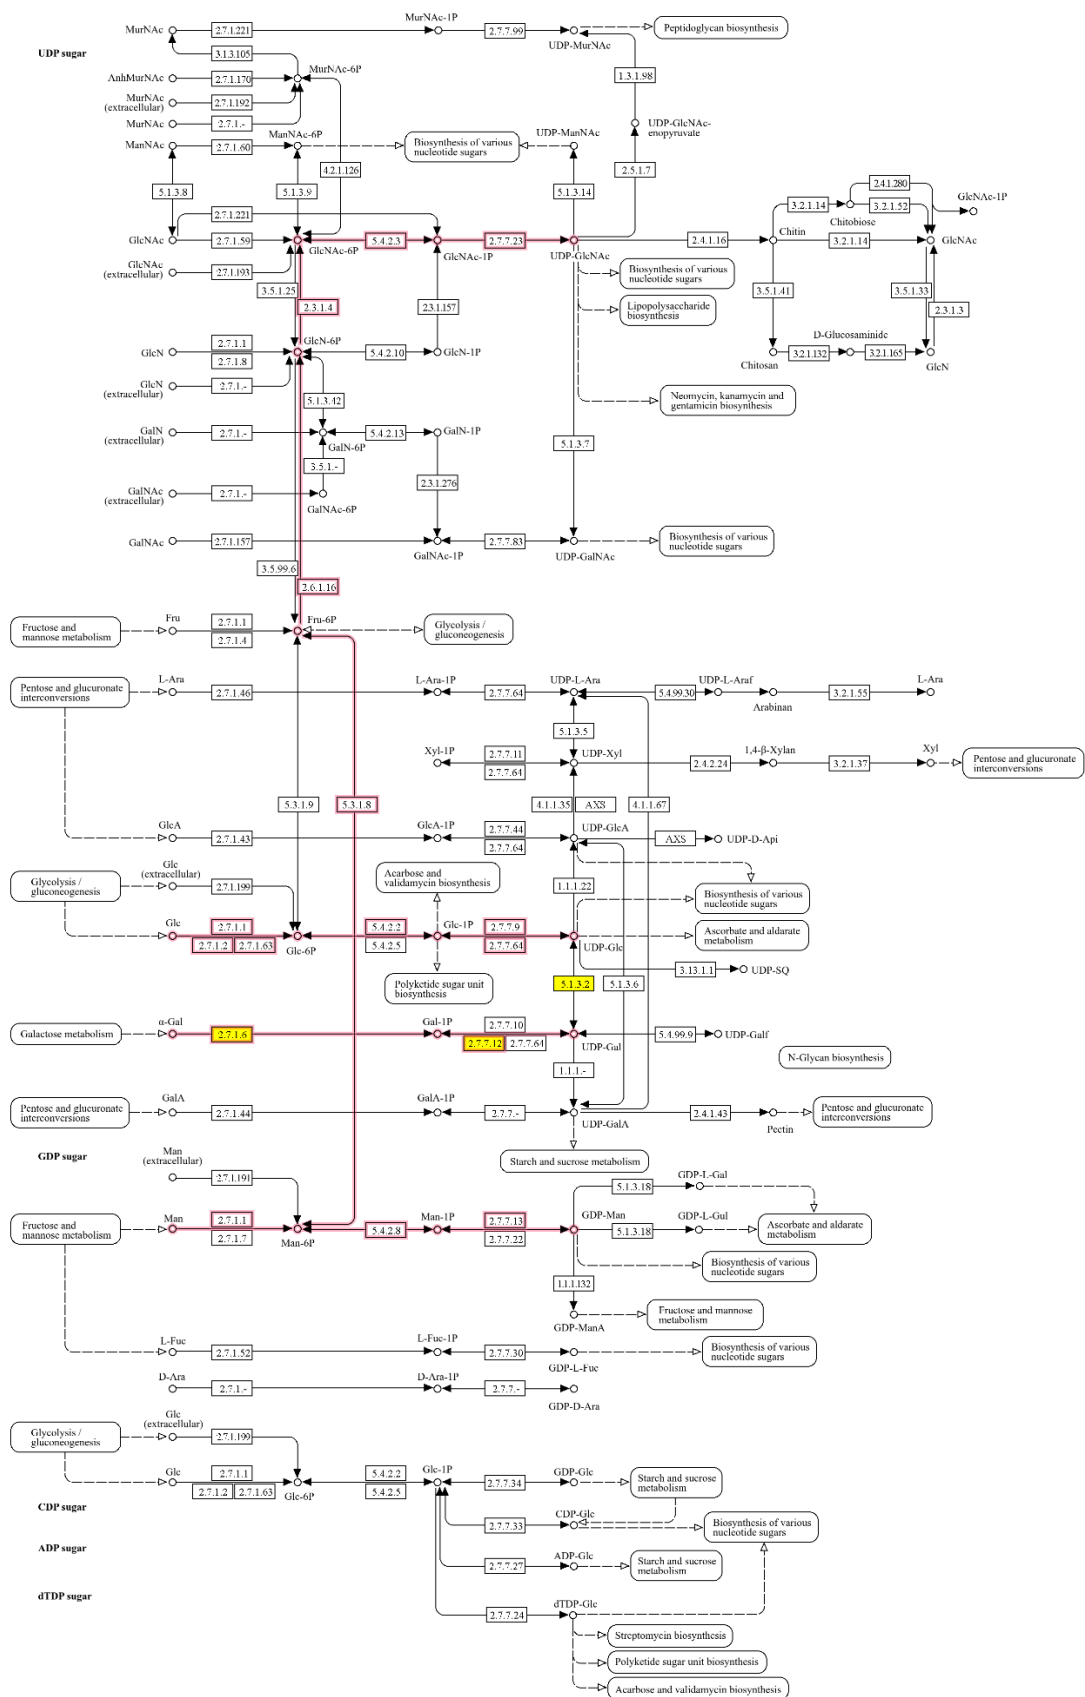 MurNAc
2.7.1.221
MurNAc-1P
2.7.7.99
UDP-MurNAc
Peptidoglycan biosynthesis
UDP sugar
3.1.3.105
MurNAc-6P
AnhMurNAc
2.7.1.170
1.3.1.98
MurNAc
(extracellular)
2.7.1.192
MurNAc
2.7.1.-
UDP-GlcNAc-
enopyruvate
ManNAc
2.7.1.60
ManNAc-6P
Biosynthesis of various
nucleotide sugars
UDP-ManNAc
4.2.1.126
2.5.1.7
5.1.3.8
5.1.3.9
5.1.3.14
2.4.1.280
GlcNAc-1P
3.2.1.14
3.2.1.52
Chitobiose
2.7.1.221
GlcNAc
2.7.1.59
GlcNAc-6P
5.4.2.3
GlcNAc-1P
2.7.7.23
UDP-GlcNAc
2.4.1.16
Chitin
3.2.1.14
GlcNAc
GlcNAc
(extracellular)
2.7.1.193
Biosynthesis of various
nucleotide sugars
3.5.1.25
3.5.1.41
3.5.1.33
2.3.1.4
2.3.1.157
Lipopolysaccharide
biosynthesis
2.3.1.3
GlcN
2.7.1.1
2.7.1.8
GlcN-6P
5.4.2.10
GlcN-1P
D-Glucosaminide
Chitosan
3.2.1.132
3.2.1.165
GlcN
GlcN
(extracellular)
2.7.1.-
5.1.3.42
Neomycin, kanamycin and
gentamicin biosynthesis
GalN
(extracellular)
2.7.1.-
GalN-6P
5.4.2.13
GalN-1P
5.1.3.7
3.5.1.-
2.3.1.276
GalNAc
(extracellular)
2.7.1.-
GalNAc-6P
GalNAc
2.7.1.157
GalNAc-1P
2.7.7.83
UDP-GalNAc
Biosynthesis of various
nucleotide sugars
3.5.99.6
2.6.1.16
Fructose and
mannose metabolism
Fru
2.7.1.1
2.7.1.4
Fru-6P
Glycolysis /
gluconeogenesis
Pentose and glucuronate
interconversions
L-Ara
2.7.1.46
L-Ara-1P
2.7.7.64
UDP-L-Ara
5.4.99.30
UDP-L-Araf
Arabinan
3.2.1.55
L-Ara
5.1.3.5
Xyl-1P
2.7.7.11
2.7.7.64
UDP-Xyl
2.4.2.24
1,4-β-Xylan
3.2.1.37
Xyl
Pentose and glucuronate
interconversions
5.3.1.9
5.3.1.8
4.1.1.35
AXS
4.1.1.67
GlcA
2.7.1.43
GlcA-1P
2.7.7.44
2.7.7.64
UDP-GlcA
AXS
UDP-D-Api
Glycolysis /
gluconeogenesis
Glc
(extracellular)
2.7.1.199
Acarbose and
validamycin biosynthesis
1.1.1.22
Biosynthesis of various
nucleotide sugars
Glc
2.7.1.1
2.7.1.2
2.7.1.63
Glc-6P
5.4.2.2
5.4.2.5
Glc-1P
2.7.7.9
2.7.7.64
UDP-Glc
Ascorbate and aldarate
metabolism
3.13.1.1
UDP-SQ
Polyketide sugar unit
biosynthesis
5.1.3.2
5.1.3.6
Galactose metabolism
α-Gal
2.7.1.6
Gal-1P
2.7.7.10
2.7.7.12
2.7.7.64
UDP-Gal
5.4.99.9
UDP-Galf
N-Glycan biosynthesis
1.1.1.-
Pentose and glucuronate
interconversions
GalA
2.7.1.44
GalA-1P
2.7.7.-
UDP-GalA
2.4.1.43
Pectin
Pentose and glucuronate
interconversions
GDP sugar
Man
(extracellular)
2.7.1.191
Starch and sucrose metabolism
5.1.3.18
GDP-L-Gal
Fructose and
mannose metabolism
Man
2.7.1.1
2.7.1.7
Man-6P
5.4.2.8
Man-1P
2.7.7.13
2.7.7.22
GDP-Man
5.1.3.18
GDP-L-Gul
Ascorbate and aldarate
metabolism
Biosynthesis of various
nucleotide sugars
1.1.1.132
GDP-ManA
Fructose and mannose
metabolism
L-Fuc
2.7.1.52
L-Fuc-1P
2.7.7.30
GDP-L-Fuc
Biosynthesis of various
nucleotide sugars
D-Ara
2.7.1.-
D-Ara-1P
2.7.7.-
GDP-D-Ara
Glycolysis /
gluconeogenesis
Glc
(extracellular)
2.7.1.199
Glc
2.7.1.1
2.7.1.2
2.7.1.63
Glc-6P
5.4.2.2
5.4.2.5
Glc-1P
2.7.7.34
GDP-Glc
Starch and sucrose
metabolism
CDP sugar
2.7.7.33
CDP-Glc
Biosynthesis of various
nucleotide sugars
ADP sugar
2.7.7.27
ADP-Glc
Starch and sucrose
metabolism
dTDP sugar
2.7.7.24
dTDP-Glc
Streptomycin biosynthesis
Polyketide sugar unit biosynthesis
Acarbose and validamycin biosynthesis